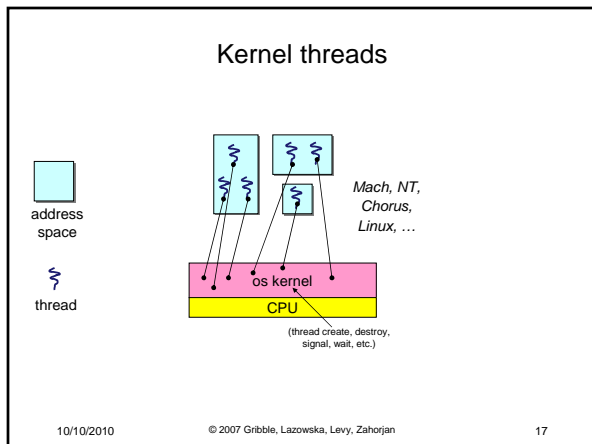 Kernel threads
address
space
thread
Mach, NT,
Chorus,
Linux, …
os kernel
CPU
(thread create, destroy,
signal, wait, etc.)
10/10/2010
© 2007 Gribble, Lazowska, Levy, Zahorjan
17